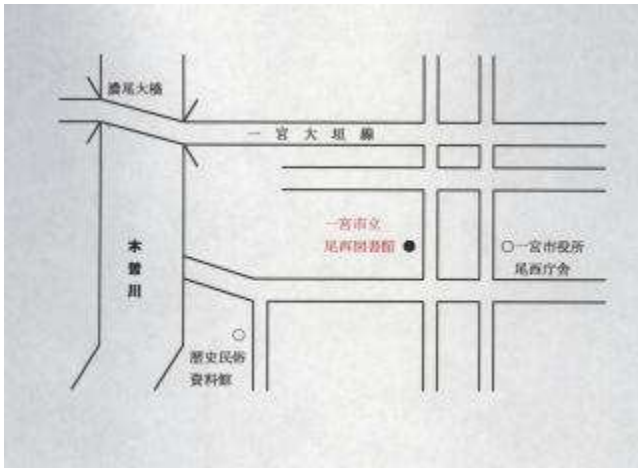 濃尾大橋
一宮大垣線
一宮市立
尾西図書館
一宮市役所
尾西庁舎
木曽川
歴史民俗
資料館